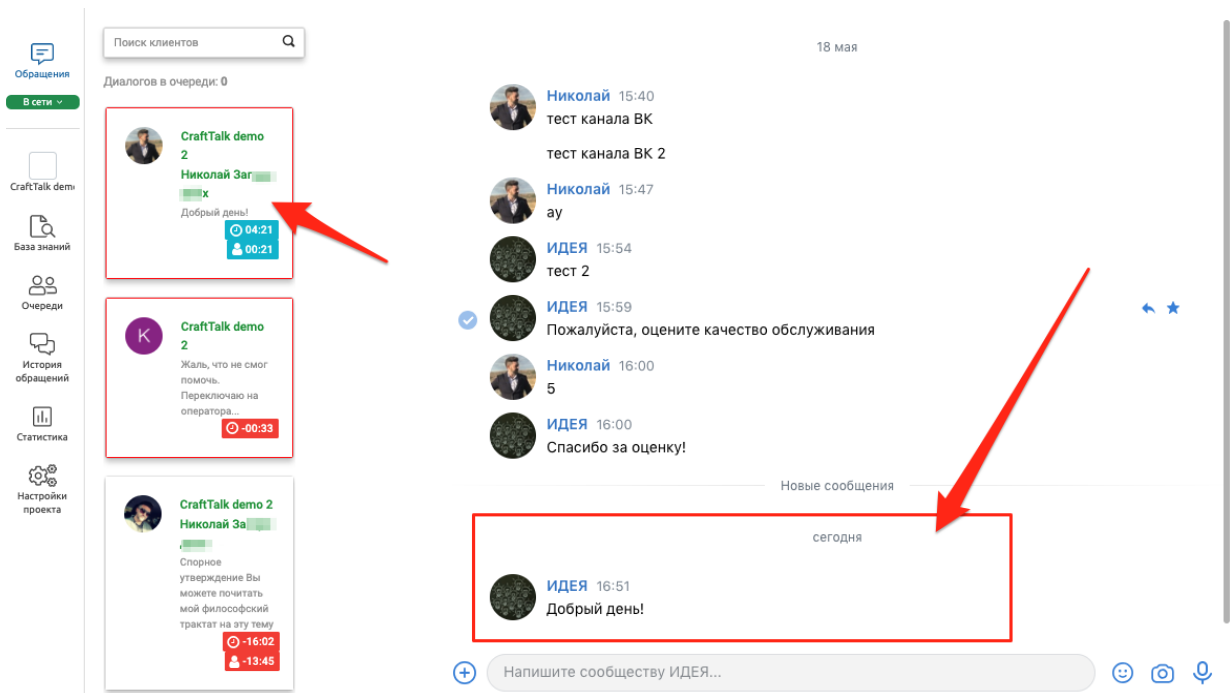 Обращения
В сети
CraftTalk dem
База знаний
Очереди
История
обращений
Статистика
Настройки
проекта
Поиск клиентов
Диалогов в очереди: 0
CraftTalk demo
2
Николай Заг
х
Добрый день!
04:21
00:21
K
CraftTalk demo
2
Жаль, что не смог
помочь.
Переключаю на
оператора...
-00:33
CraftTalk demo 2
Николай За
Спорное
утверждение Вы
можете почитать
мой философский
трактат на эту тему
-16:02
-13:45
18 мая
Николай 15:40
тест канала ВК
тест канала ВК 2
Николай 15:47
ау
ИДЕЯ 15:54
тест 2
ИДЕЯ 15:59
Пожалуйста, оцените качество обслуживания
Николай 16:00
5
ИДЕЯ 16:00
Спасибо за оценку!
Новые сообщения
сегодня
ИДЕЯ 16:51
Добрый день!
Напишите сообществу ИДЕЯ...